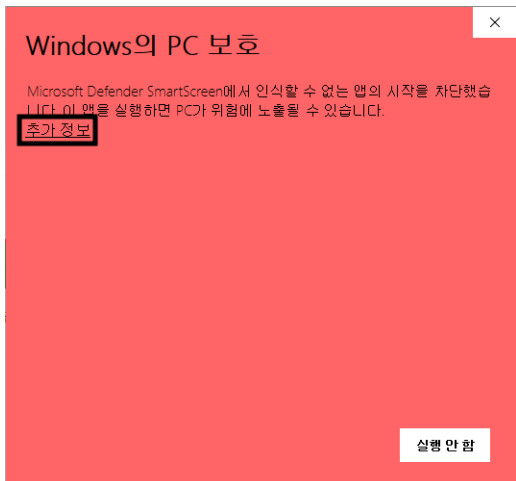 Windows의 PC 보호
Microsoft Defender SmartScreen에서 인식할 수 없는 앱의 시작을 차단했습
니다. 이 앱을 실행하면 PC가 위험에 노출될 수 있습니다.
추가 정보
실행 안 함